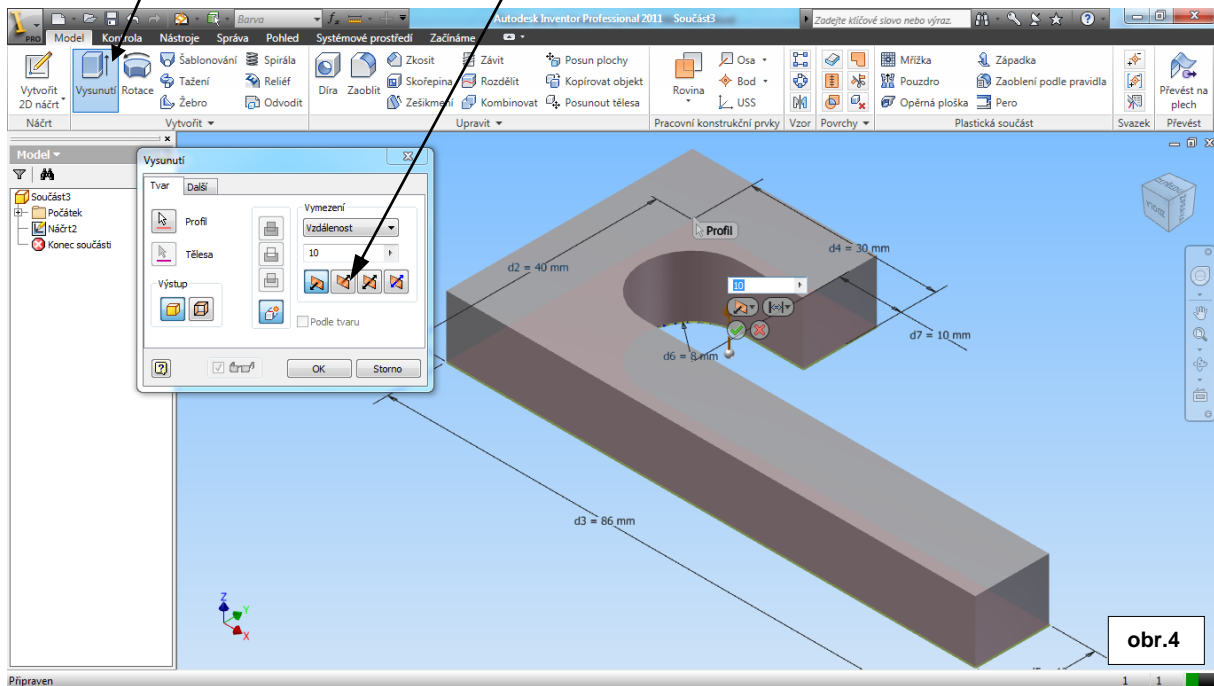 Barva
Autodesk Inventor Professional 2011 Součást3
Zadejte klíčové slovo nebo výraz.
PRO
Model Kontrola Nástroje Správa Pohled Systémové prostředí Začínáme
Vytvořit
2D náčrt
Vysunutí
Rotace
Šablonování
Tažení
Žebro
Spirála
Reliéf
Odvodit
Díra
Zaoblit
Zkosit
Skořepina
Zešikmení
Závit
Rozdělit
Kombinovat
Posun plochy
Kopírovat objekt
Posunout tělesa
Rovina
Osa
Bod
USS
Mřížka
Pouzdro
Opěrná ploška
Západka
Zaoblení podle pravidla
Pero
Převést na
plech
Náčrt Vytvořit Upravit Pracovní konstrukční prvky Vzor Povrchy Plastická součást Svazek Převést
Model
Součást3
Počátek
Náčrt2
Konec součásti
Vysunutí
Tvar Další
Profil
Tělesa
Výstup
Vymezení
Vzdálenost
10
Podle tvaru
OK Storno
Profil
10
d2 = 40 mm
d4 = 30 mm
d7 = 10 mm
d6 = 8 mm
d3 = 86 mm
Z
Y
X
obr.4
Připraven
1 1